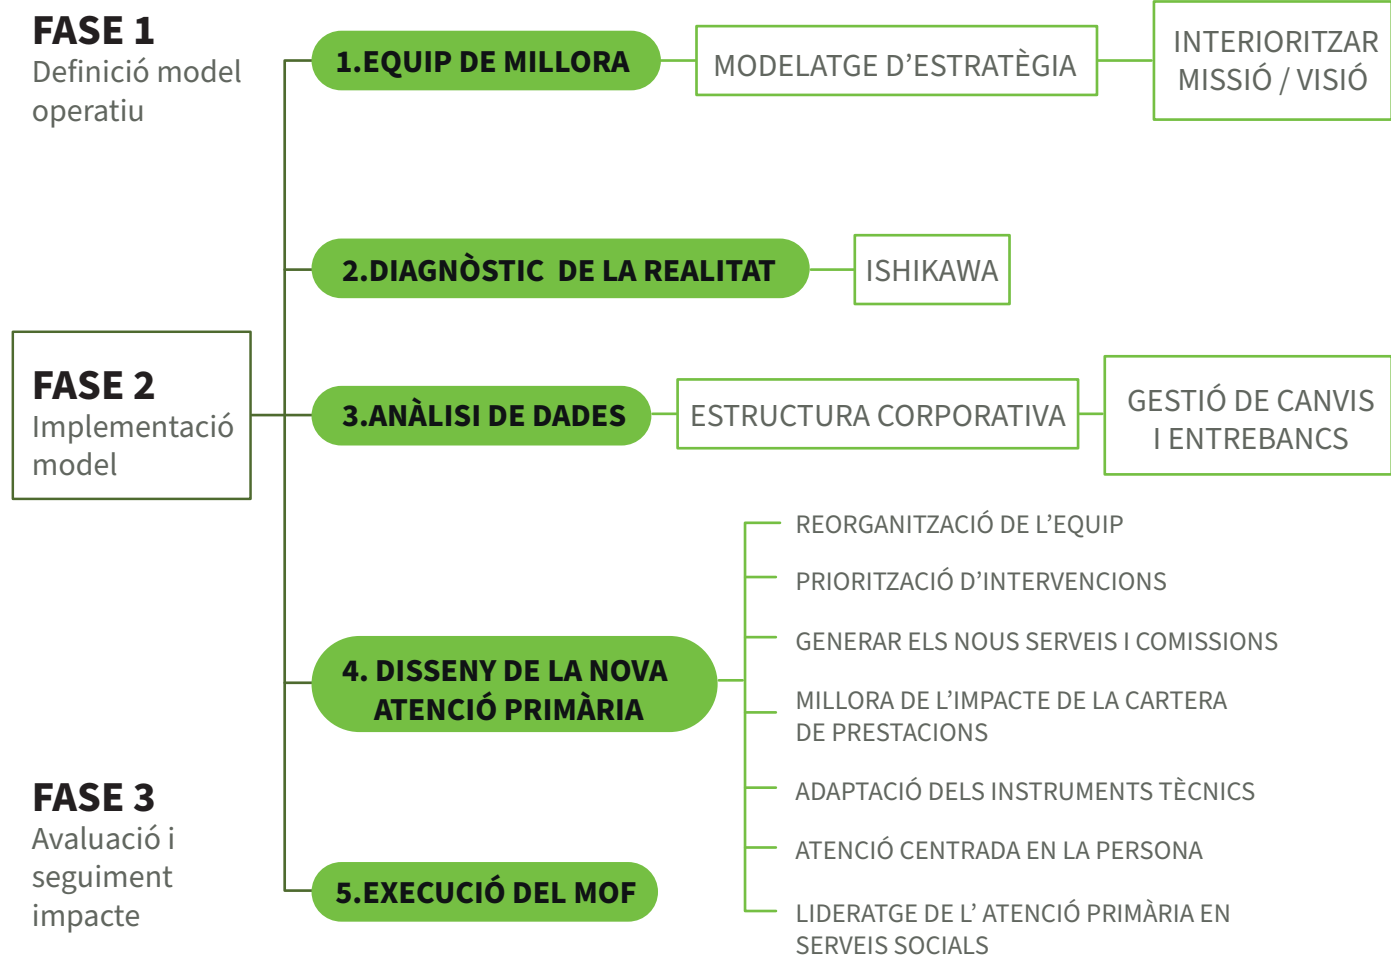 FASE 1
Definició model
operatiu
1.EQUIP DE MILLORA
MODELATGE D’ESTRATÈGIA
INTERIORITZAR
MISSIÓ / VISIÓ
2.DIAGNÒSTIC DE LA REALITAT
ISHIKAWA
FASE 2
Implementació
model
3.ANÀLISI DE DADES
ESTRUCTURA CORPORATIVA
GESTIÓ DE CANVIS
I ENTREBANCS
4. DISSENY DE LA NOVA
ATENCIÓ PRIMÀRIA
REORGANITZACIÓ DE L’EQUIP
PRIORITZACIÓ D’INTERVENCIONS
GENERAR ELS NOUS SERVEIS I COMISSIONS
MILLORA DE L’IMPACTE DE LA CARTERA
DE PRESTACIONS
ADAPTACIÓ DELS INSTRUMENTS TÈCNICS
ATENCIÓ CENTRADA EN LA PERSONA
LIDERATGE DE L’ ATENCIÓ PRIMÀRIA EN
SERVEIS SOCIALS
FASE 3
Avaluació i
seguiment
impacte
5.EXECUCIÓ DEL MOF